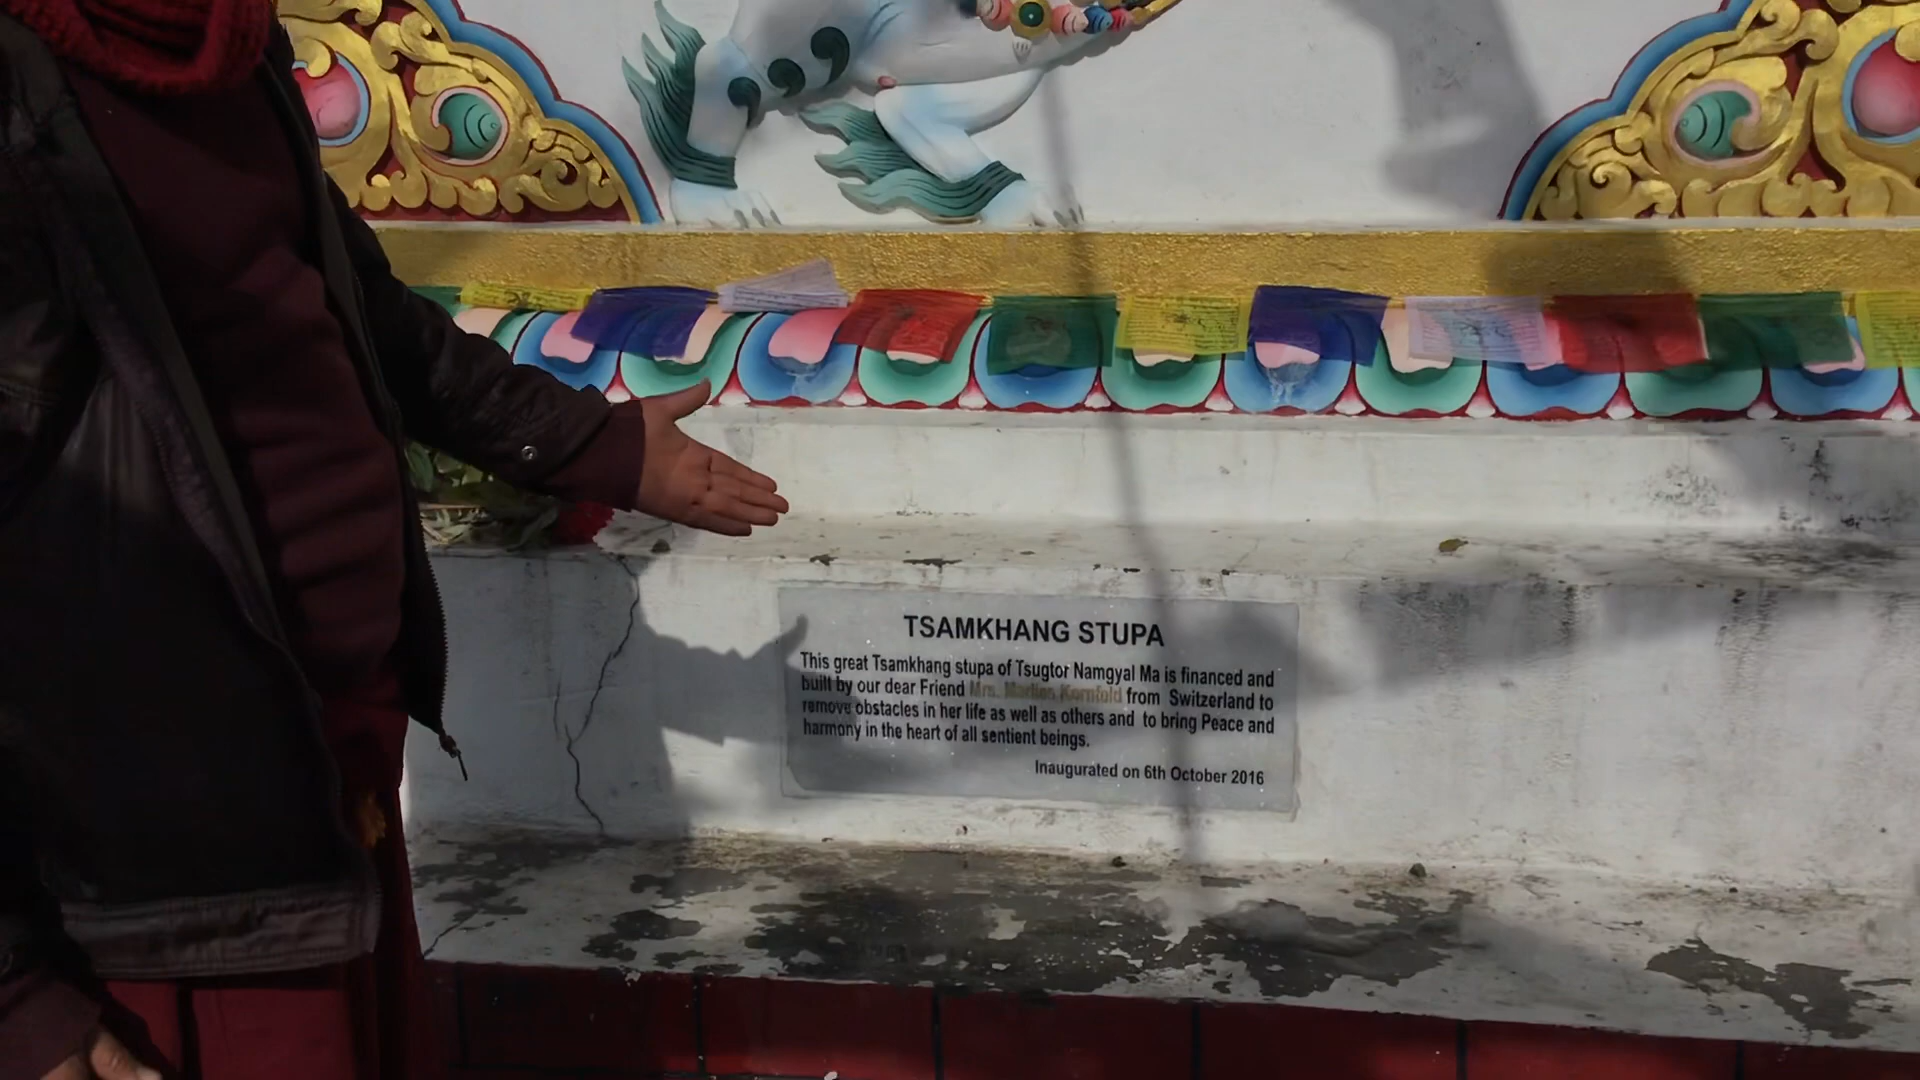 TSAMKHANG STUPA
This great Tsamkhang stupa of Tsugtor Namgyal Ma is financed and
built by our dear Friend Mrs. Marlies Kornfeld from Switzerland to
remove obstacles in her life as well as others and to bring Peace and
harmony in the heart of all sentient beings.
Inaugurated on 6th October 2016